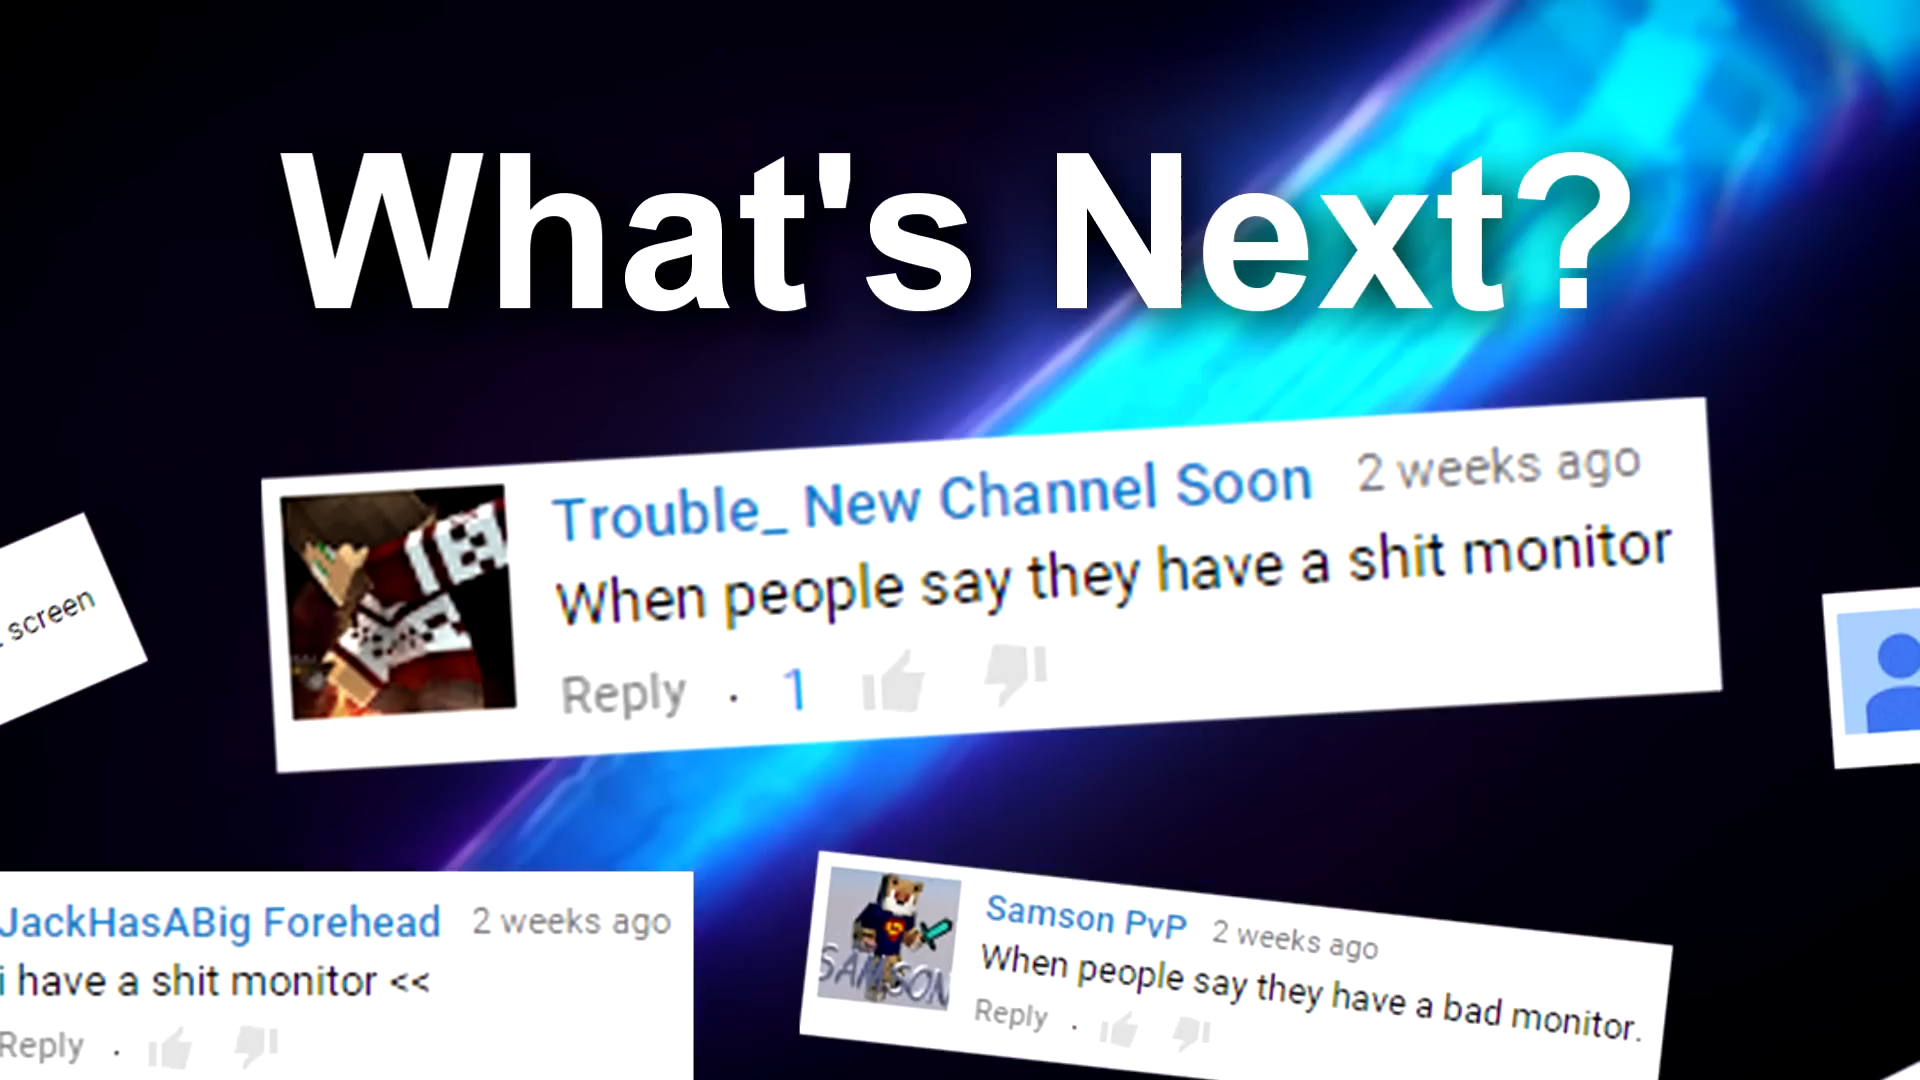 What's Next?
Trouble_ New Channel Soon 2 weeks ago
When people say they have a shit monitor
Reply · 1
screen
JackHasABig Forehead 2 weeks ago
i have a shit monitor <<
Reply ·
Samson PvP 2 weeks ago
When people say they have a bad monitor.
Reply ·
SAMSON